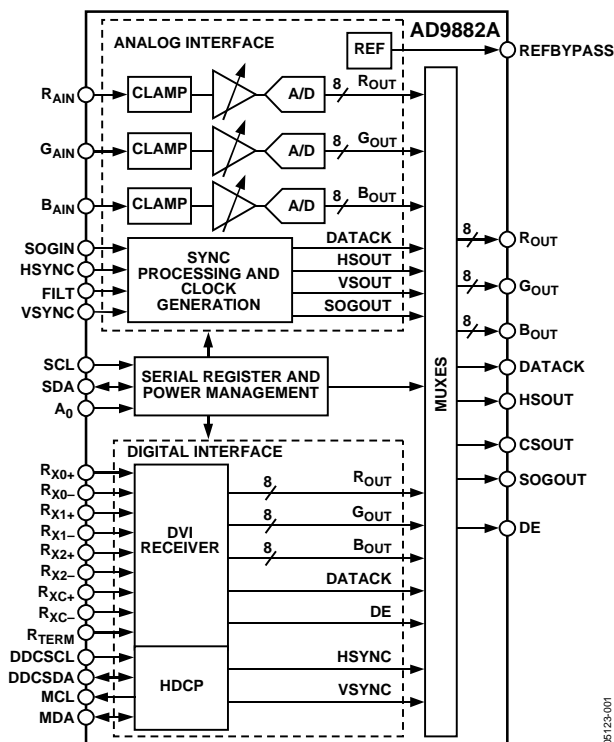 AD9882A
ANALOG INTERFACE
REF
REFBYPASS
RAIN
CLAMP
A/D
8
ROUT
GAIN
CLAMP
A/D
8
GOUT
BAIN
CLAMP
A/D
8
BOUT
SOGIN
HSYNC
FILT
VSYNC
SYNC
PROCESSING AND
CLOCK
GENERATION
DATACK
HSOUT
VSOUT
SOGOUT
SCL
SDA
A0
SERIAL REGISTER AND
POWER MANAGEMENT
MUXES
8
ROUT
8
GOUT
8
BOUT
DATACK
HSOUT
CSOUT
SOGOUT
DE
DIGITAL INTERFACE
RX0+
RX0–
RX1+
RX1–
RX2+
RX2–
RXC+
RXC–
RTERM
DVI
RECEIVER
8
ROUT
8
GOUT
8
BOUT
DATACK
DE
DDCSCL
DDCSDA
MCL
MDA
HDCP
HSYNC
VSYNC
05123-001